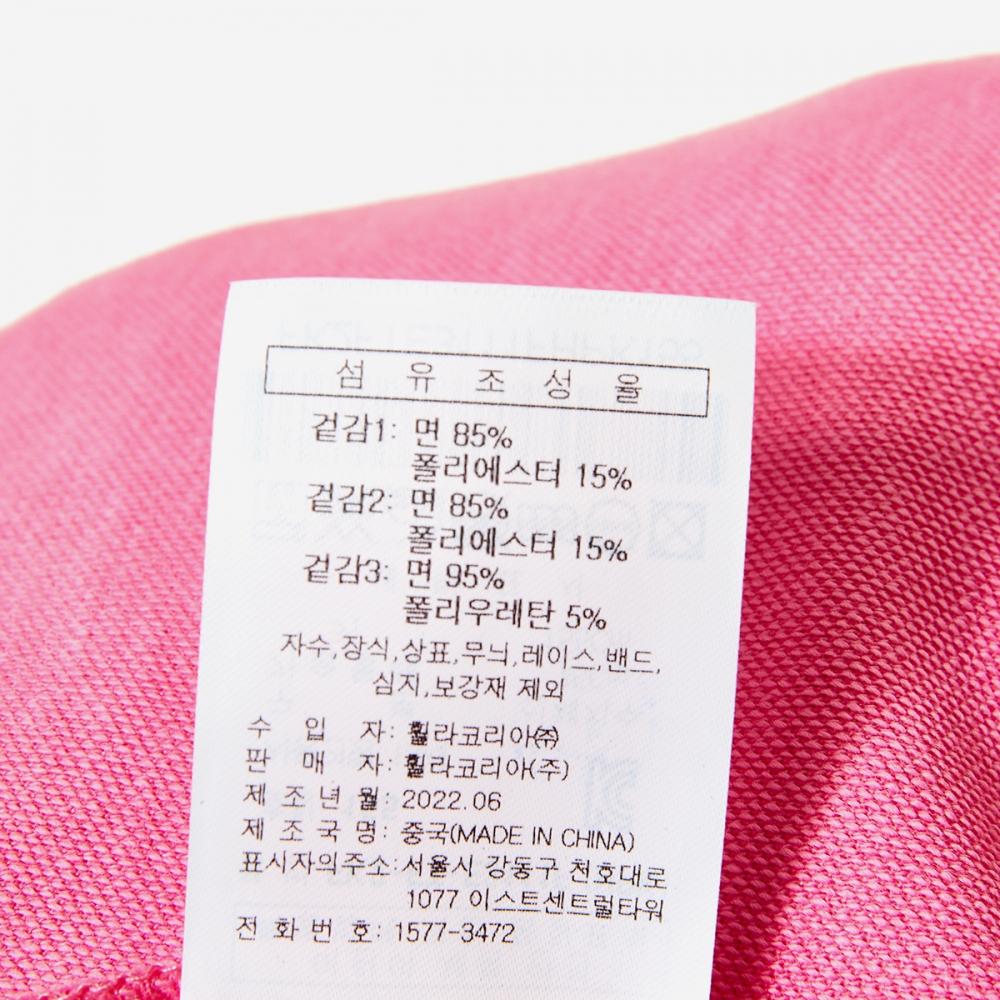 섬 유 조 성 율
겉감1: 면 85%
폴리에스터 15%
겉감2: 면 85%
폴리에스터 15%
겉감3: 면 95%
폴리우레탄 5%
자수,장식,상표,무늬,레이스,밴드,
심지,보강재 제외
수 입 자: 휠라코리아㈜
판 매 자: 휠라코리아(주)
제 조 년 월: 2022.06
제 조 국 명: 중국(MADE IN CHINA)
표시자의주소: 서울시 강동구 천호대로
1077 이스트센트럴타워
전 화 번 호: 1577-3472